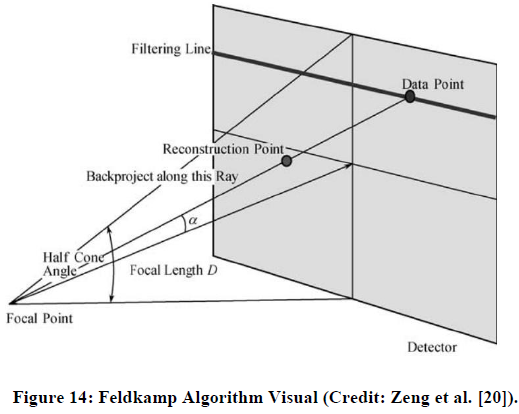 Filtering Line
Data Point
Reconstruction Point
Backproject along this Ray
α
Half Cone
Angle
Focal Length D
Focal Point
Detector
Figure 14: Feldkamp Algorithm Visual (Credit: Zeng et al. [20]).